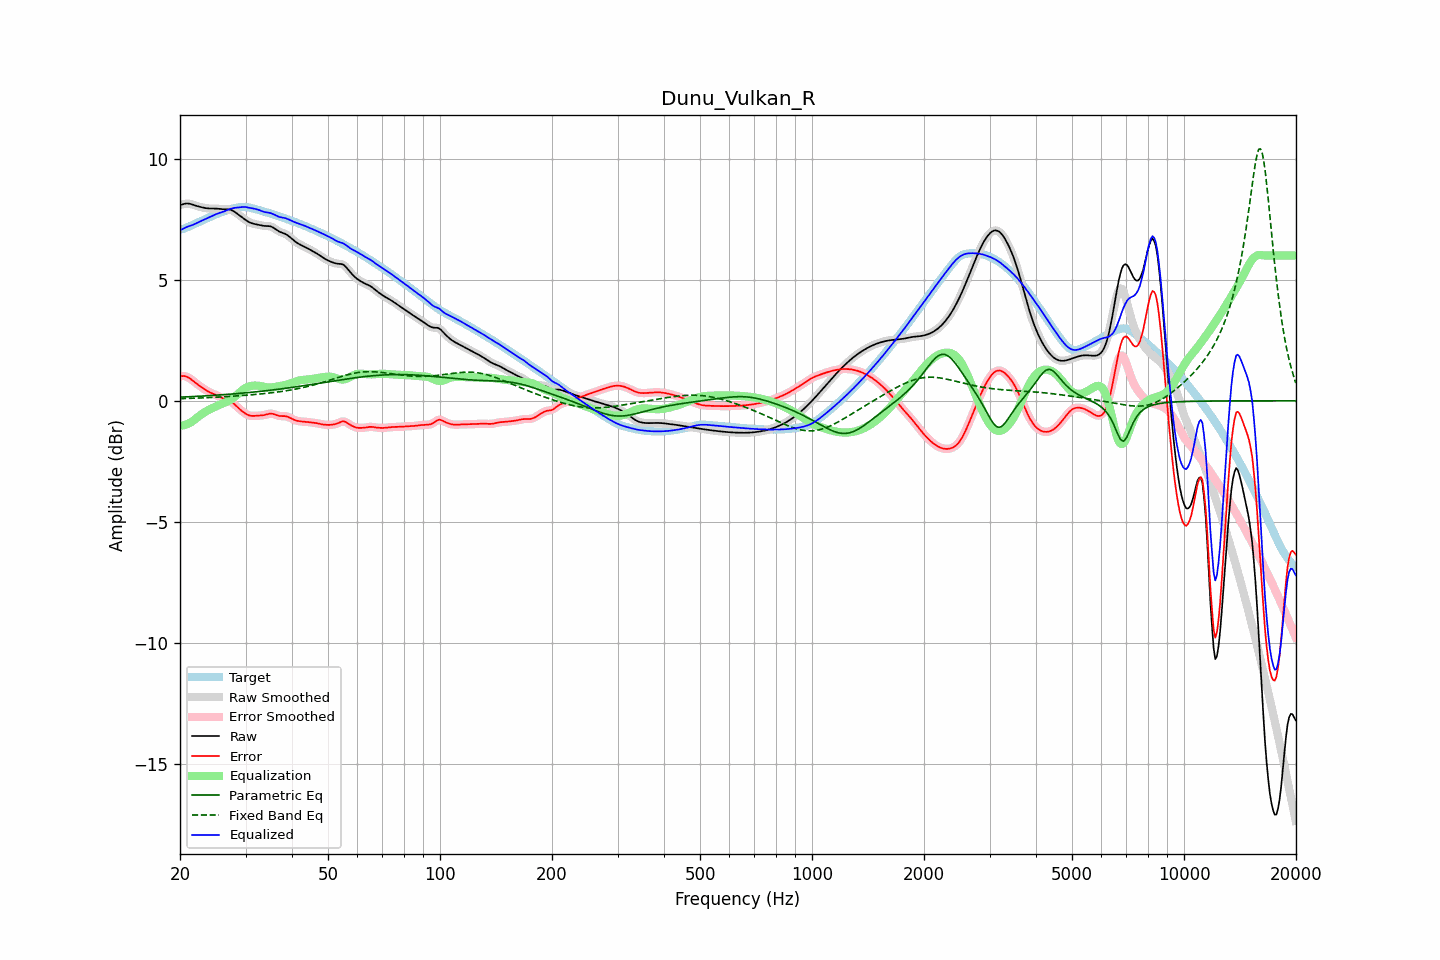 Dunu_Vulkan_R
Amplitude (dBr)
10
5
0
−5
−10
−15
Target
Raw Smoothed
Error Smoothed
Raw
Error
Equalization
Parametric Eq
Fixed Band Eq
Equalized
20 50 100 200 500 1000 2000 5000 10000 20000
Frequency (Hz)